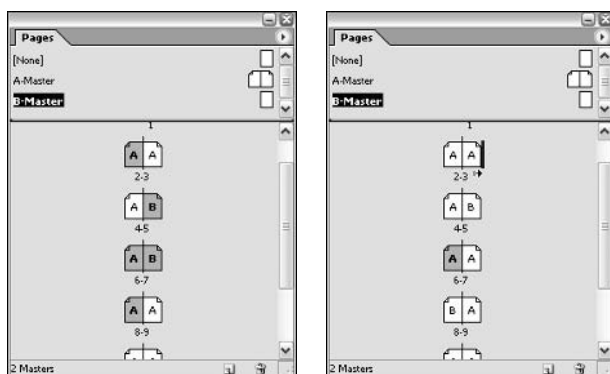 Pages
[None]
A-Master
B-Master
1
A A
2-3
A B
4-5
A B
6-7
A A
8-9
2 Masters
Pages
[None]
A-Master
B-Master
1
A A
2-3
A B
4-5
A A
6-7
B A
8-9
2 Masters